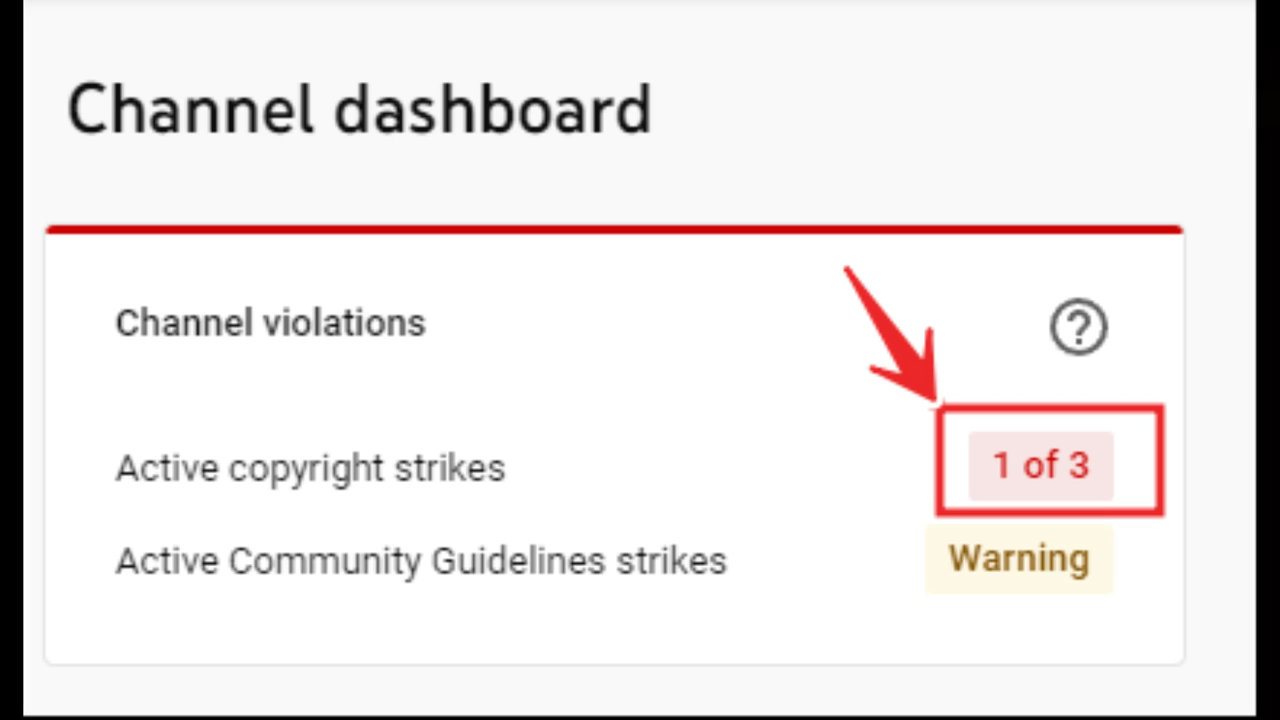 Channel dashboard
Channel violations
Active copyright strikes 1 of 3
Active Community Guidelines strikes Warning